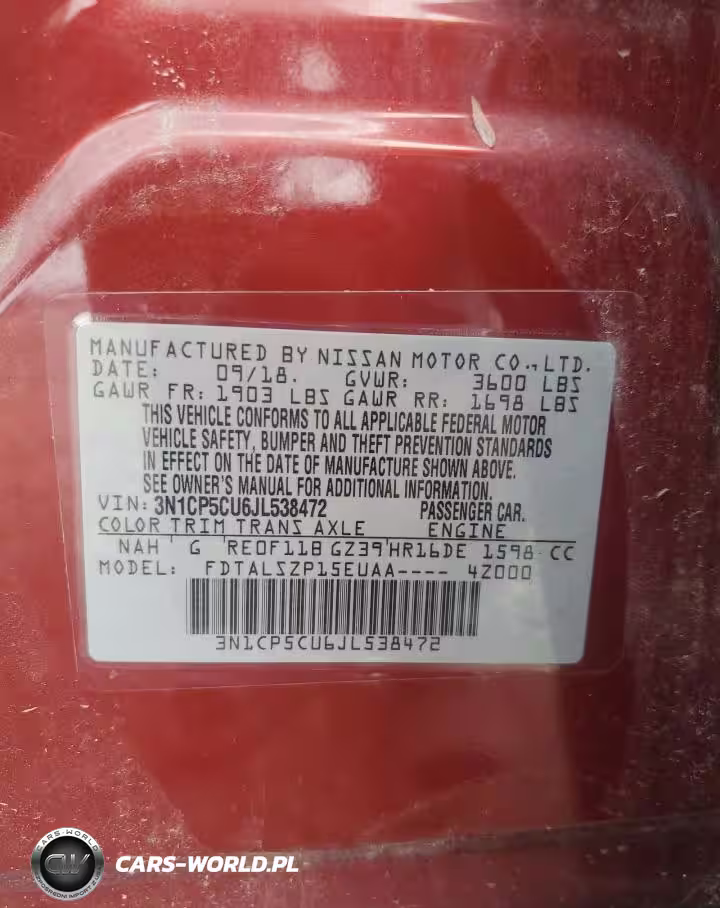 MANUFACTURED BY NISSAN MOTOR CO., LTD.
DATE: 09/18. GVWR: 3600 LBS
GAWR FR: 1903 LBS GAWR RR: 1698 LBS
THIS VEHICLE CONFORMS TO ALL APPLICABLE FEDERAL MOTOR
VEHICLE SAFETY, BUMPER AND THEFT PREVENTION STANDARDS
IN EFFECT ON THE DATE OF MANUFACTURE SHOWN ABOVE.
SEE OWNER'S MANUAL FOR ADDITIONAL INFORMATION.
VIN: 3N1CP5CU6JL538472 PASSENGER CAR.
COLOR TRIM TRANS AXLE ENGINE
NAH G RE0F11B GZ39 HR16DE 1598 CC
MODEL: FDTALSZP15EUAA---- 4Z000
3N1CP5CU6JL538472
CARS-WORLD
CW
CARS-WORLD.PL